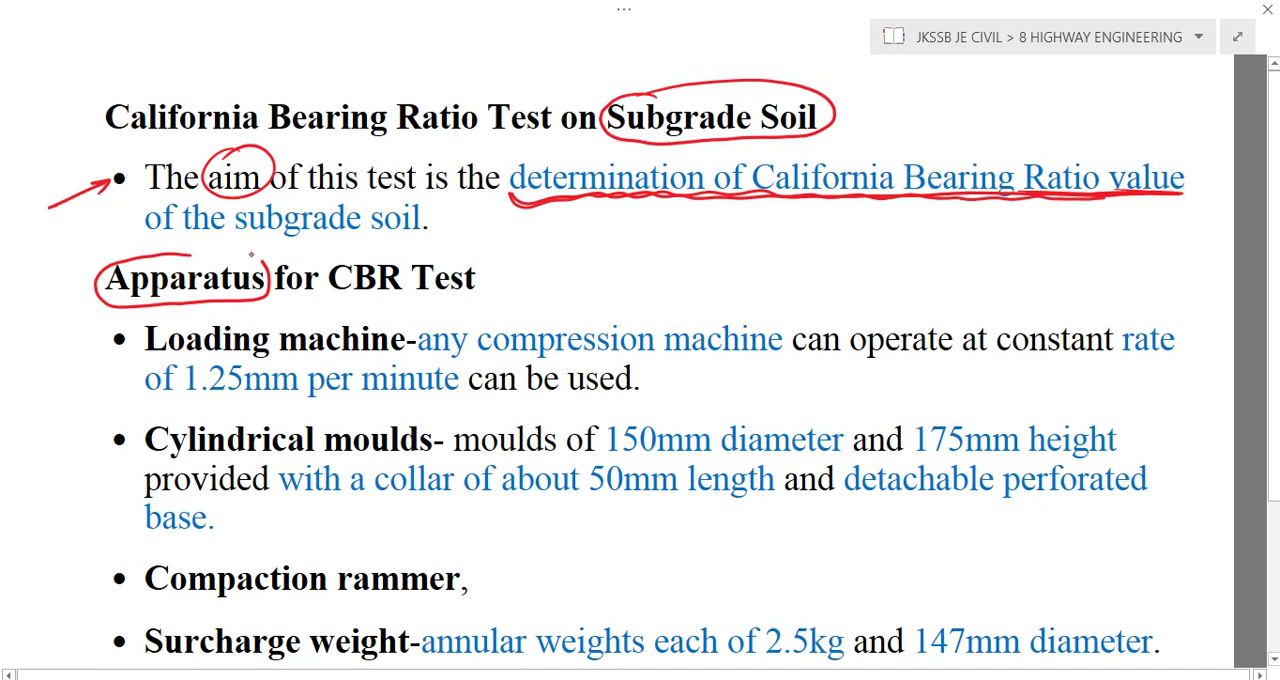 ...
JKSSB JE CIVIL > 8 HIGHWAY ENGINEERING
California Bearing Ratio Test on Subgrade Soil
• The aim of this test is the determination of California Bearing Ratio value
of the subgrade soil.
Apparatus for CBR Test
• Loading machine-any compression machine can operate at constant rate
of 1.25mm per minute can be used.
• Cylindrical moulds- moulds of 150mm diameter and 175mm height
provided with a collar of about 50mm length and detachable perforated
base.
• Compaction rammer,
• Surcharge weight-annular weights each of 2.5kg and 147mm diameter.